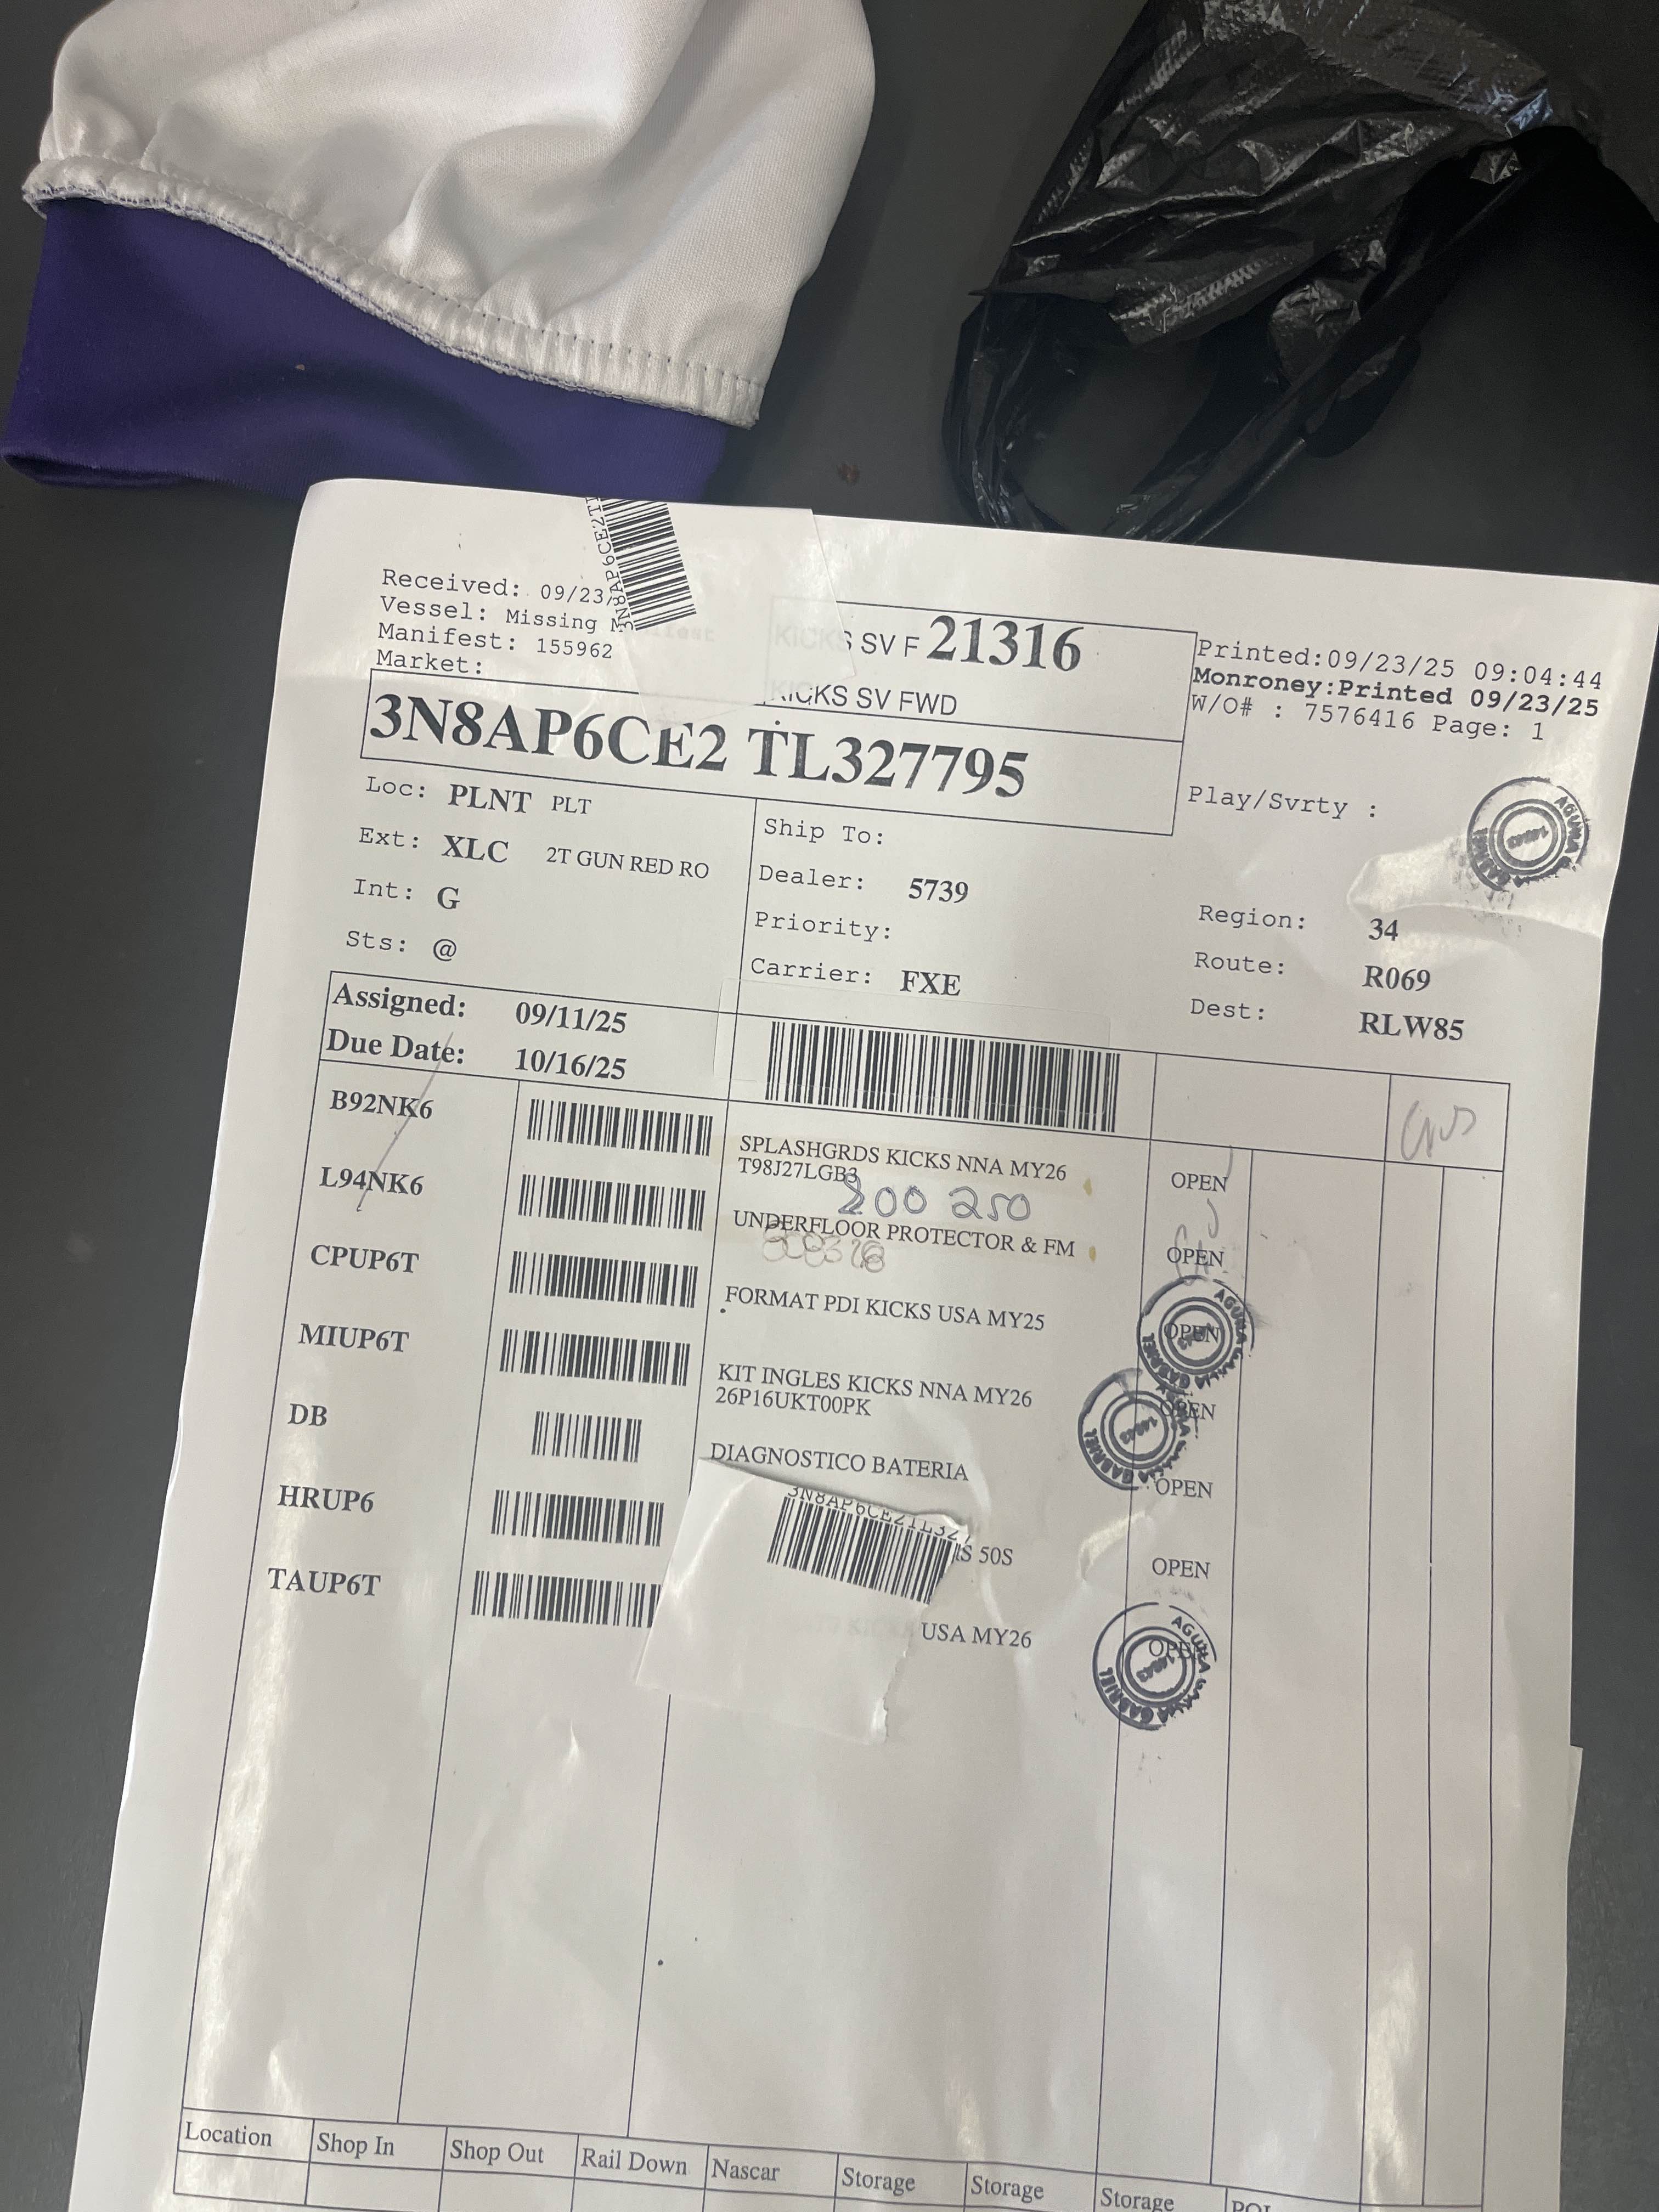 3N8AP6CE2TL
Received: 09/23/
Vessel: Missing
Manifest: 155962
Market:
S SV F 21316
KICKS SV FWD
Printed:09/23/25 09:04:44
Monroney:Printed 09/23/25
W/O# : 7576416 Page: 1
3N8AP6CE2 TL327795
Play/Svrty :
AGUILA GABRIEL
Loc: PLNT PLT
Ext: XLC 2T GUN RED RO
Int: G
Sts: @
Ship To:
Dealer: 5739
Priority:
Carrier: FXE
Region: 34
Route: R069
Dest: RLW85
Assigned: 09/11/25
Due Date: 10/16/25
B92NK6 SPLASHGRDS KICKS NNA MY26 OPEN
T98J27LGB3
200 250
L94NK6 UNDERFLOOR PROTECTOR & FM OPEN
CPUP6T FORMAT PDI KICKS USA MY25 OPEN
MIUP6T KIT INGLES KICKS NNA MY26 OPEN
26P16UKT00PK
DB DIAGNOSTICO BATERIA OPEN
3N8AP6CE2TL327
HRUP6 S 50S OPEN
TAUP6T USA MY26 OPEN
Location Shop In Shop Out Rail Down Nascar Storage Storage Storage